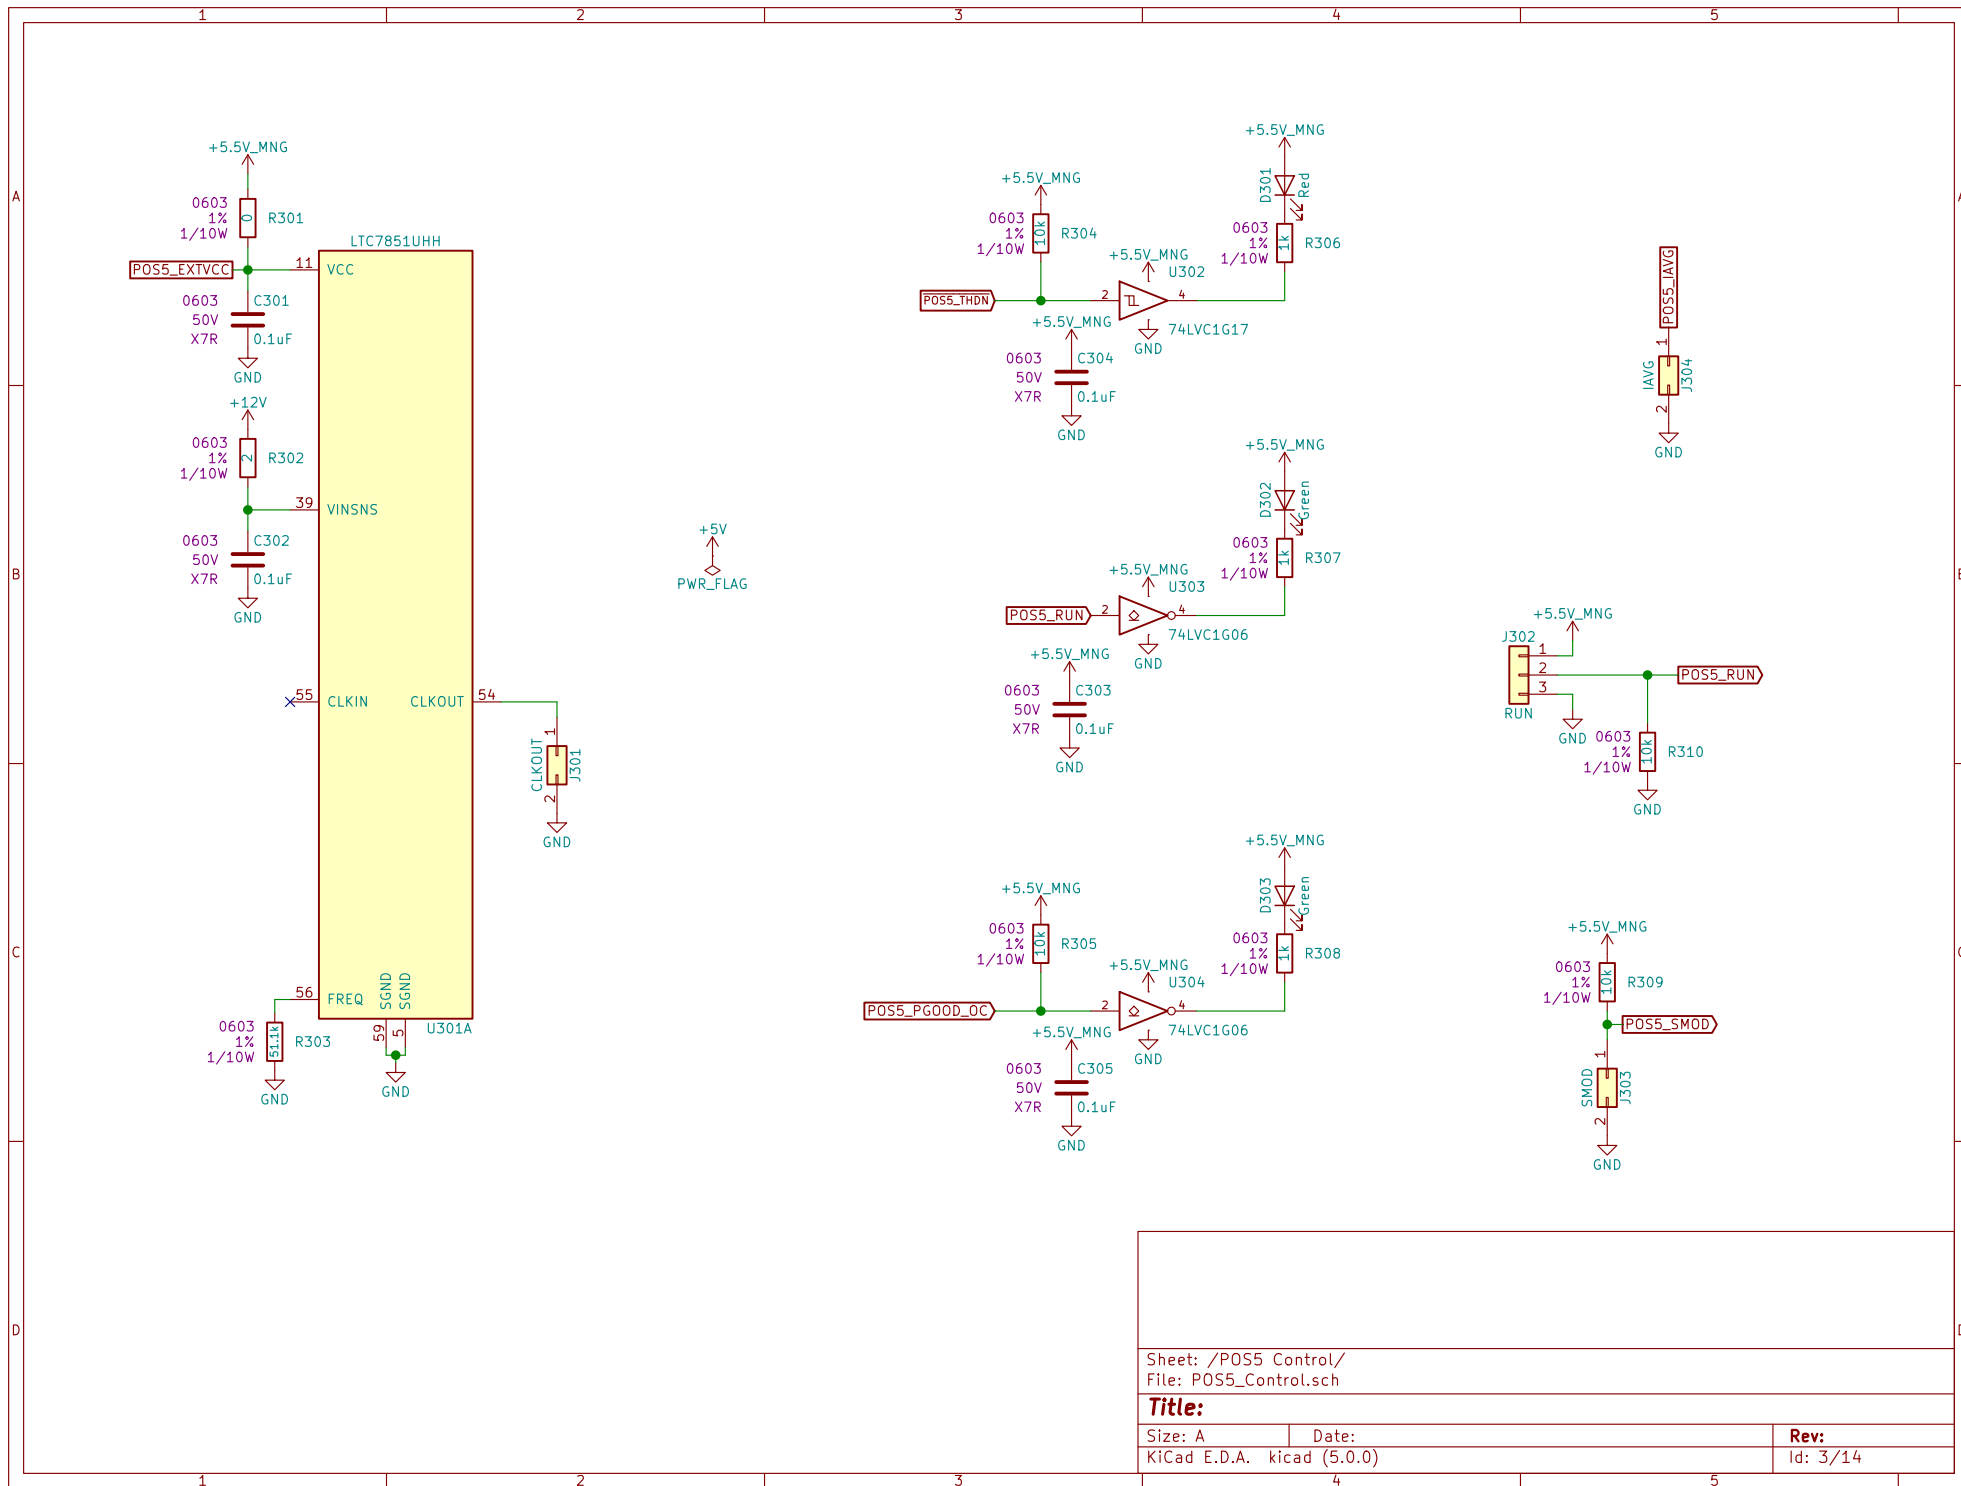 1 2 3 4 5
A
B
C
D
+5.5V_MNG
0603
1%
1/10W
0
R301
POS5_EXTVCC
11
VCC
LTC7851UHH
0603
50V
X7R
C301
0.1uF
GND
+12V
0603
1%
1/10W
2
R302
39
VINSNS
0603
50V
X7R
C302
0.1uF
GND
55
CLKIN
CLKOUT
54
1
CLKOUT
J301
2
GND
56
FREQ
SGND
SGND
59
5
U301A
GND
0603
1%
1/10W
51.1k
R303
GND
+5V
PWR_FLAG
+5.5V_MNG
0603
1%
1/10W
10k
R304
POS5_THDN
+5.5V_MNG
U302
2
4
74LVC1G17
GND
+5.5V_MNG
0603
50V
X7R
C304
0.1uF
GND
+5.5V_MNG
D301
Red
0603
1%
1/10W
1k
R306
+5.5V_MNG
D302
Green
0603
1%
1/10W
1k
R307
POS5_RUN
+5.5V_MNG
U303
2
4
74LVC1G06
GND
+5.5V_MNG
0603
50V
X7R
C303
0.1uF
GND
+5.5V_MNG
D303
Green
0603
1%
1/10W
1k
R308
+5.5V_MNG
0603
1%
1/10W
10k
R305
POS5_PGOOD_OC
+5.5V_MNG
U304
2
4
74LVC1G06
GND
+5.5V_MNG
0603
50V
X7R
C305
0.1uF
GND
POS5_IAVG
1
IAVG
J304
2
GND
+5.5V_MNG
J302
1
2
3
RUN
GND
POS5_RUN
0603
1%
1/10W
10k
R310
GND
+5.5V_MNG
0603
1%
1/10W
10k
R309
POS5_SMOD
1
SMOD
J303
2
GND
Sheet: /POS5 Control/
File: POS5_Control.sch
Title:
Size: A Date: Rev:
KiCad E.D.A. kicad (5.0.0) Id: 3/14
1 2 3 4 5